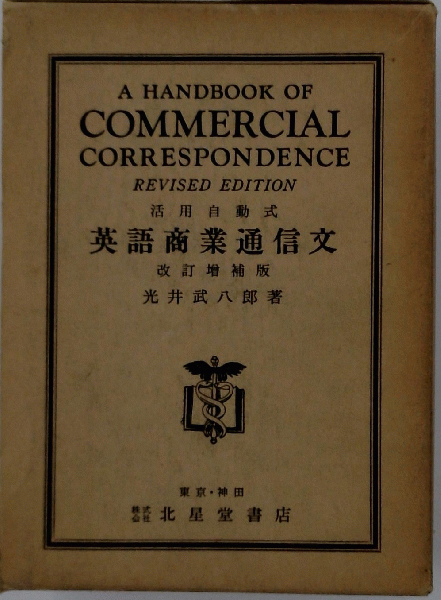 A HANDBOOK OF
COMMERCIAL
CORRESPONDENCE
REVISED EDITION
活用自動式
英語商業通信文
改訂增補版
光井武八郎著
東京・神田
株式会社 北星堂書店